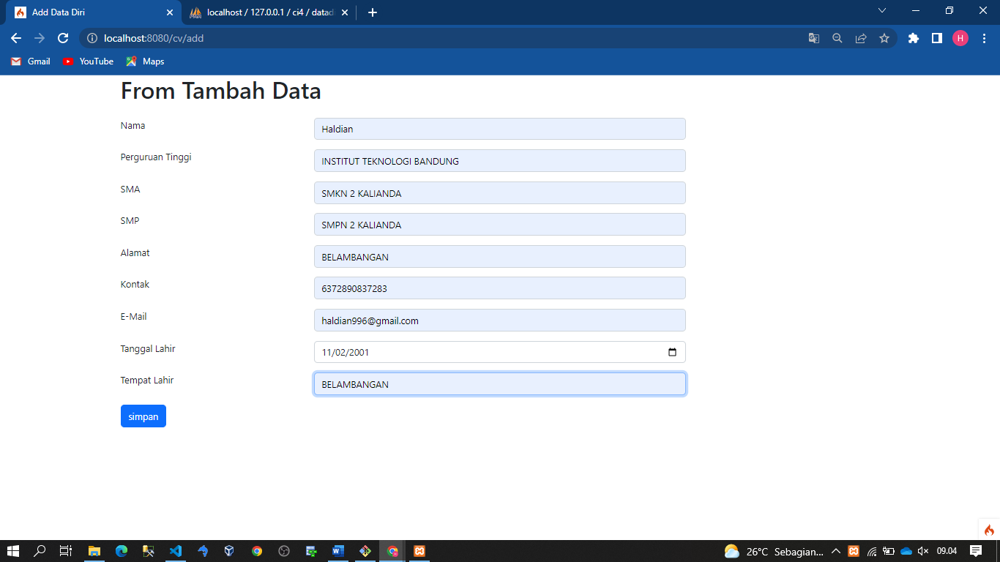 Add Data Diri
localhost / 127.0.0.1 / ci4 / datad
localhost:8080/cv/add
H
Gmail YouTube Maps
From Tambah Data
Nama Haldian
Perguruan Tinggi INSTITUT TEKNOLOGI BANDUNG
SMA SMKN 2 KALIANDA
SMP SMPN 2 KALIANDA
Alamat BELAMBANGAN
Kontak 6372890837283
E-Mail haldian996@gmail.com
Tanggal Lahir 11/02/2001
Tempat Lahir BELAMBANGAN
simpan
26°C Sebagian... 09.04